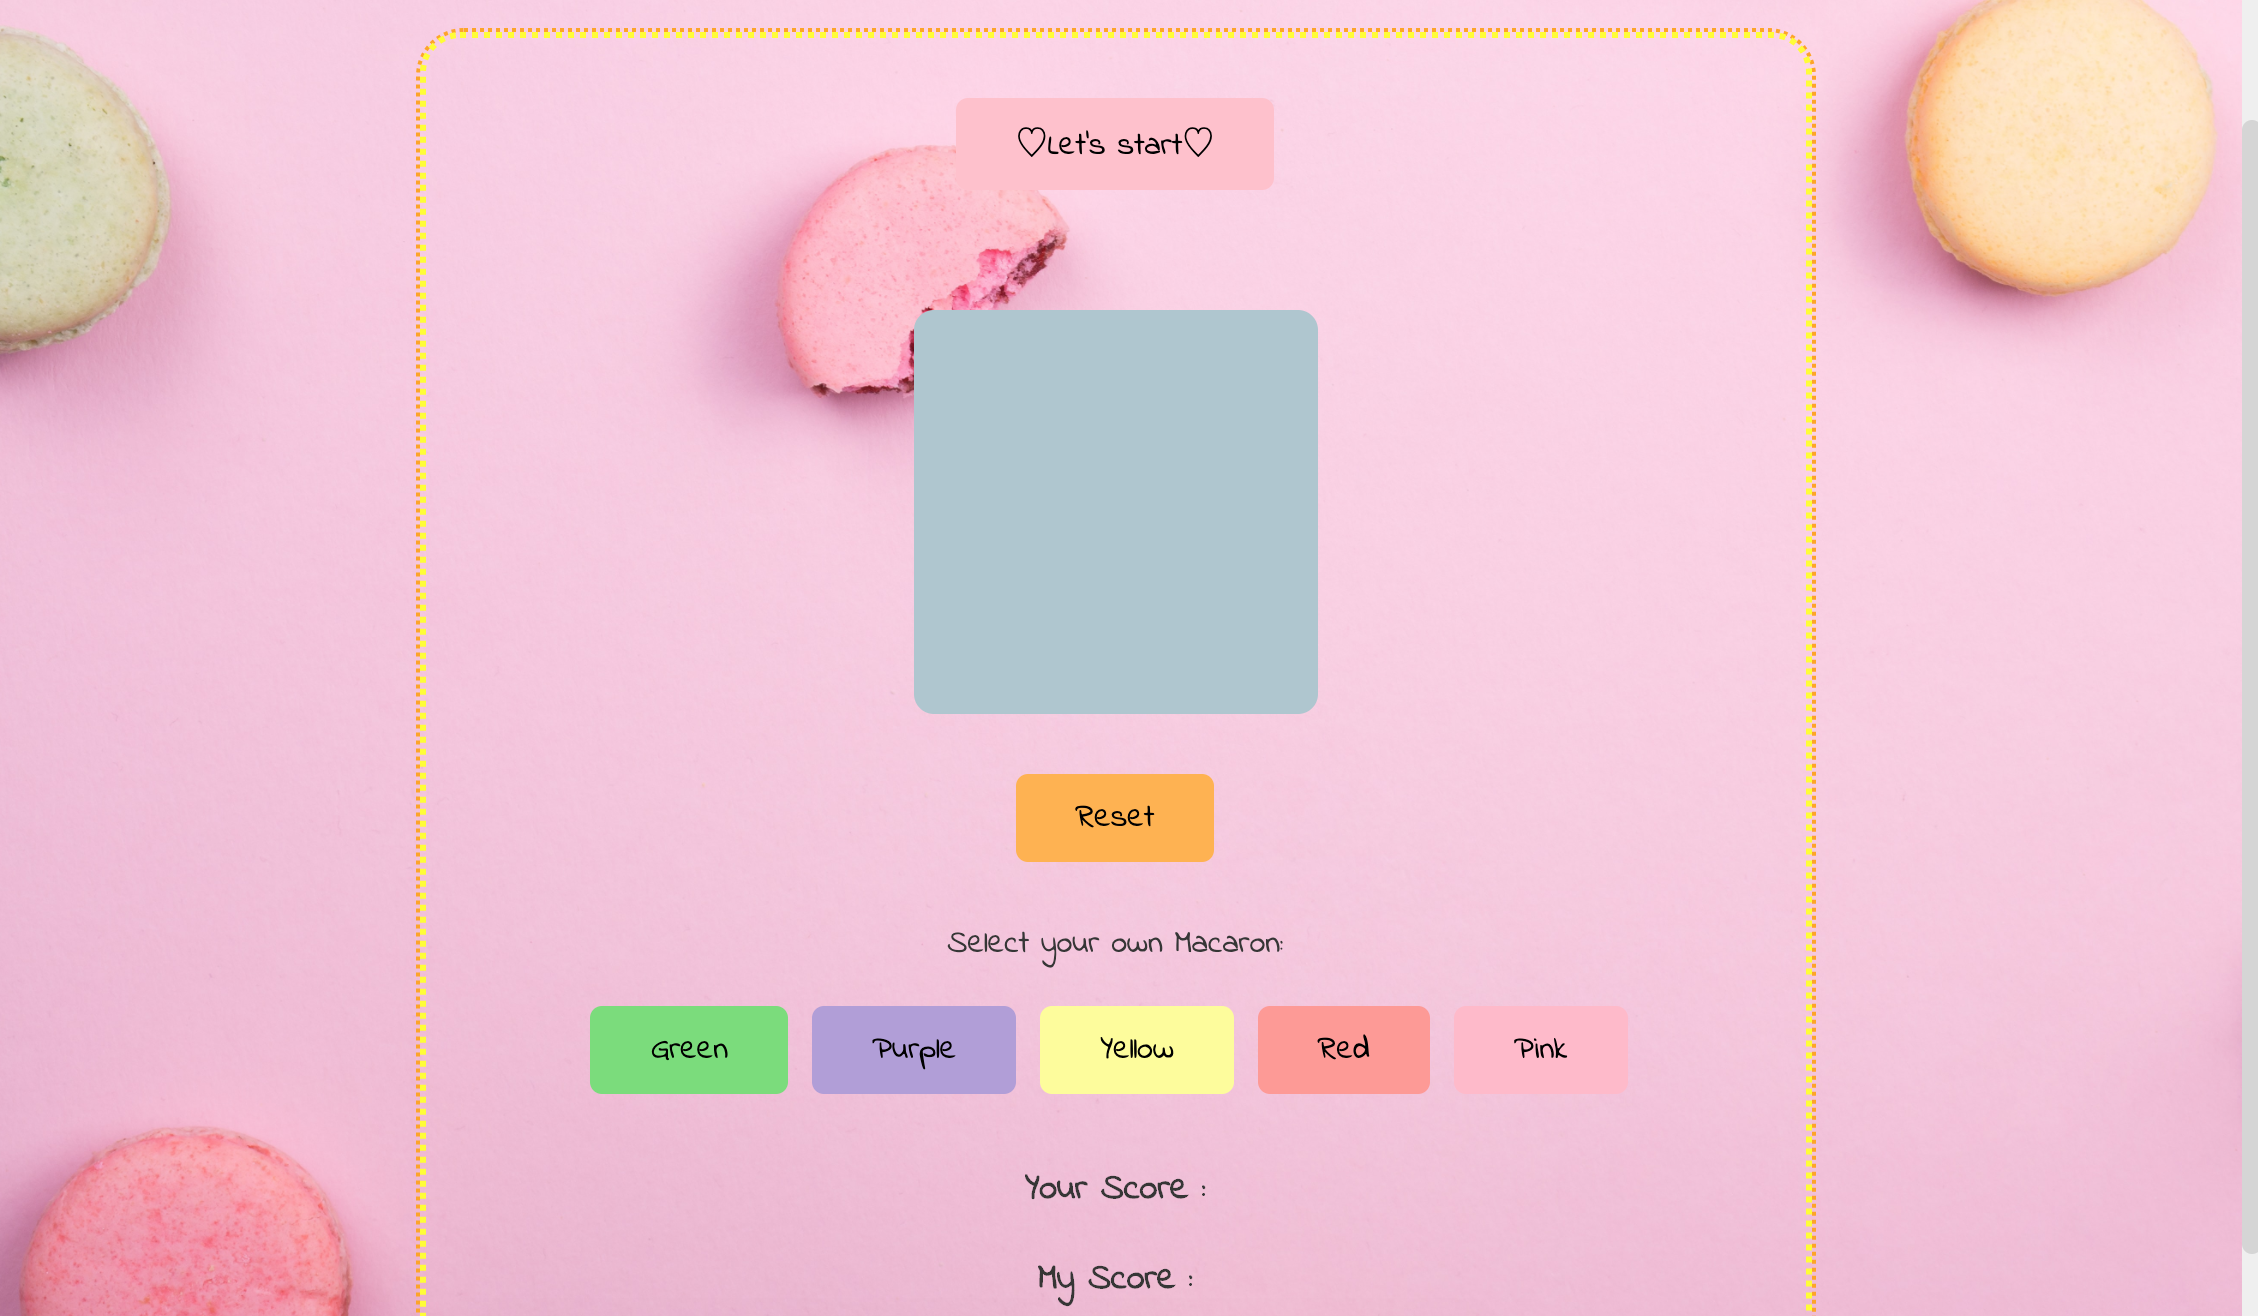 ♡Let's start♡
Reset
Select your own Macaron:
Green Purple Yellow Red Pink
Your Score :
My Score :